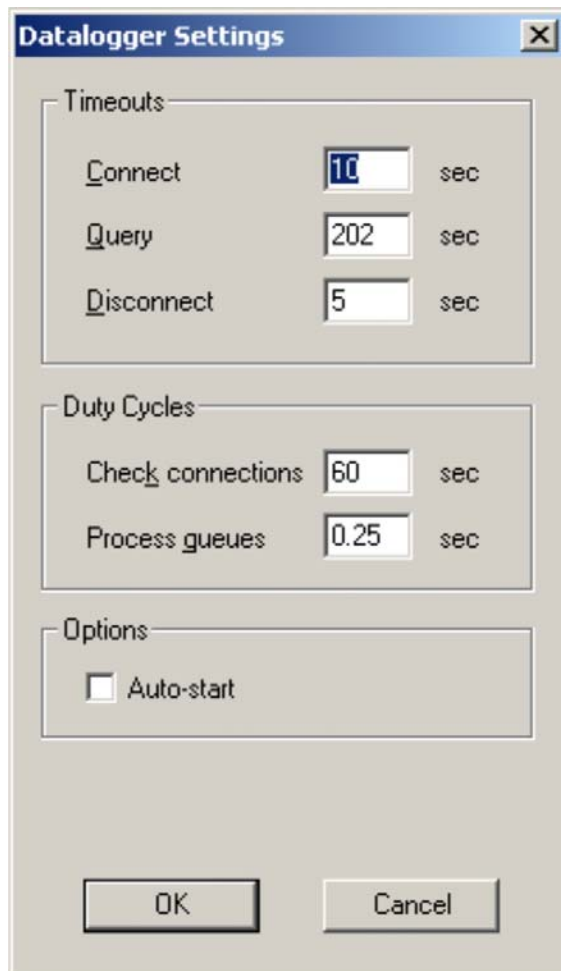 Datalogger Settings
Timeouts
Connect 10 sec
Query 202 sec
Disconnect 5 sec
Duty Cycles
Check connections 60 sec
Process queues 0.25 sec
Options
Auto-start
OK Cancel